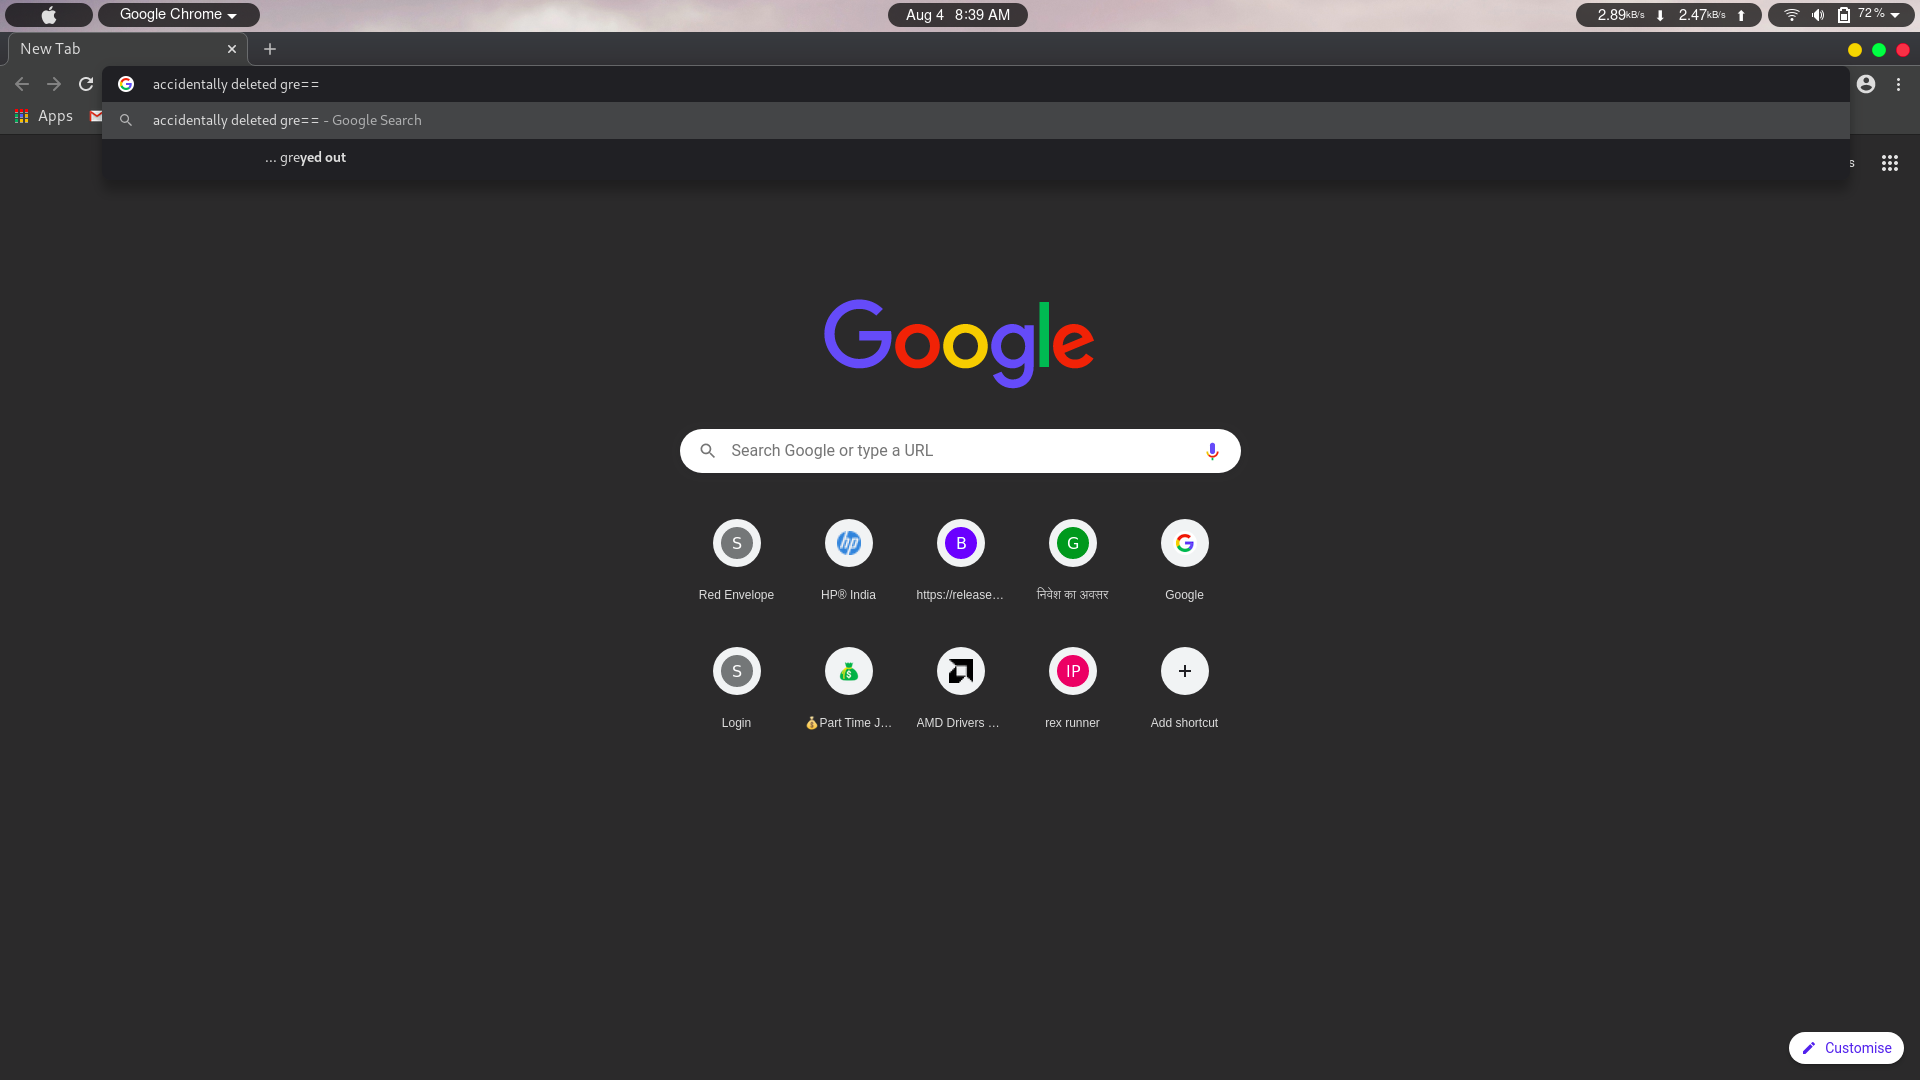 Google Chrome
Aug 4 8:39 AM
2.89kB/s 2.47kB/s
72%
New Tab
accidentally deleted gre==
Apps
accidentally deleted gre== - Google Search
... greyed out
s
Google
Search Google or type a URL
S
hp
B
G
G
Red Envelope
HP® India
https://release…
निवेश का अवसर
Google
S
$
IP
Login
💰Part Time J…
AMD Drivers …
rex runner
Add shortcut
Customise